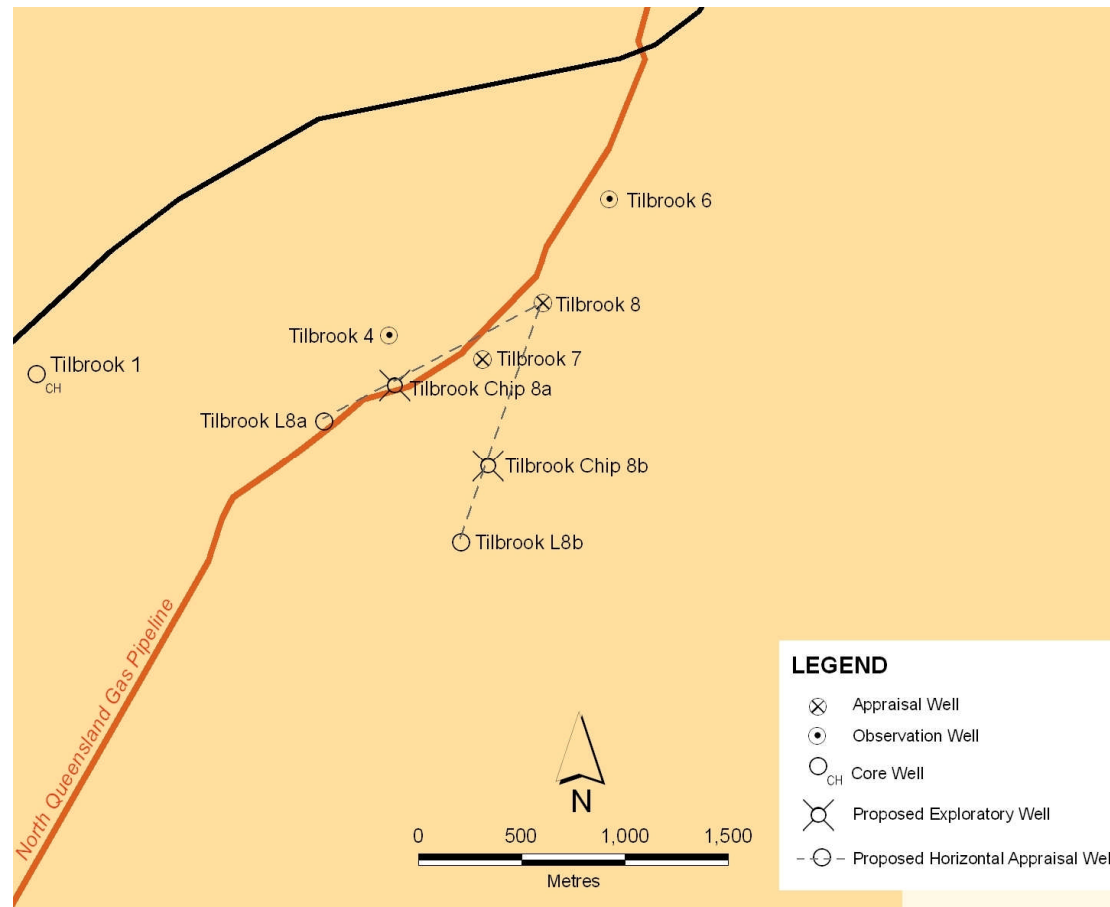 Tilbrook 6
Tilbrook 8
Tilbrook 4
Tilbrook 7
Tilbrook 1
CH
Tilbrook Chip 8a
Tilbrook L8a
Tilbrook Chip 8b
Tilbrook L8b
North Queensland Gas Pipeline
N
0 500 1,000 1,500
Metres
LEGEND
Appraisal Well
Observation Well
CH Core Well
Proposed Exploratory Well
Proposed Horizontal Appraisal Wel